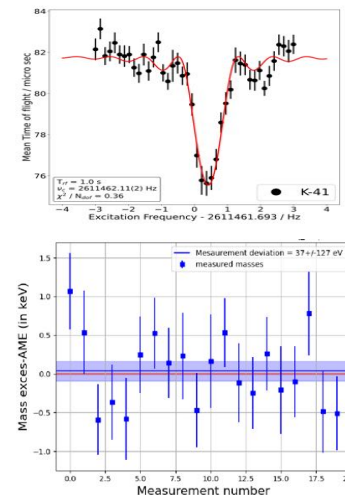 84
82
80
78
76
Mean Time of flight / micro sec
T_rf = 1.0 s
ν_c = 2611462.11(2) Hz
χ² / N_dof = 0.36
K-41
−4 −3 −2 −1 0 1 2 3 4
Excitation Frequency - 2611461.693 / Hz
Mesaurement deviation = 37+/-127 eV
measured masses
1.5
1.0
0.5
0.0
−0.5
−1.0
Mass exces-AME (in keV)
0.0 2.5 5.0 7.5 10.0 12.5 15.0 17.5
Measurement number